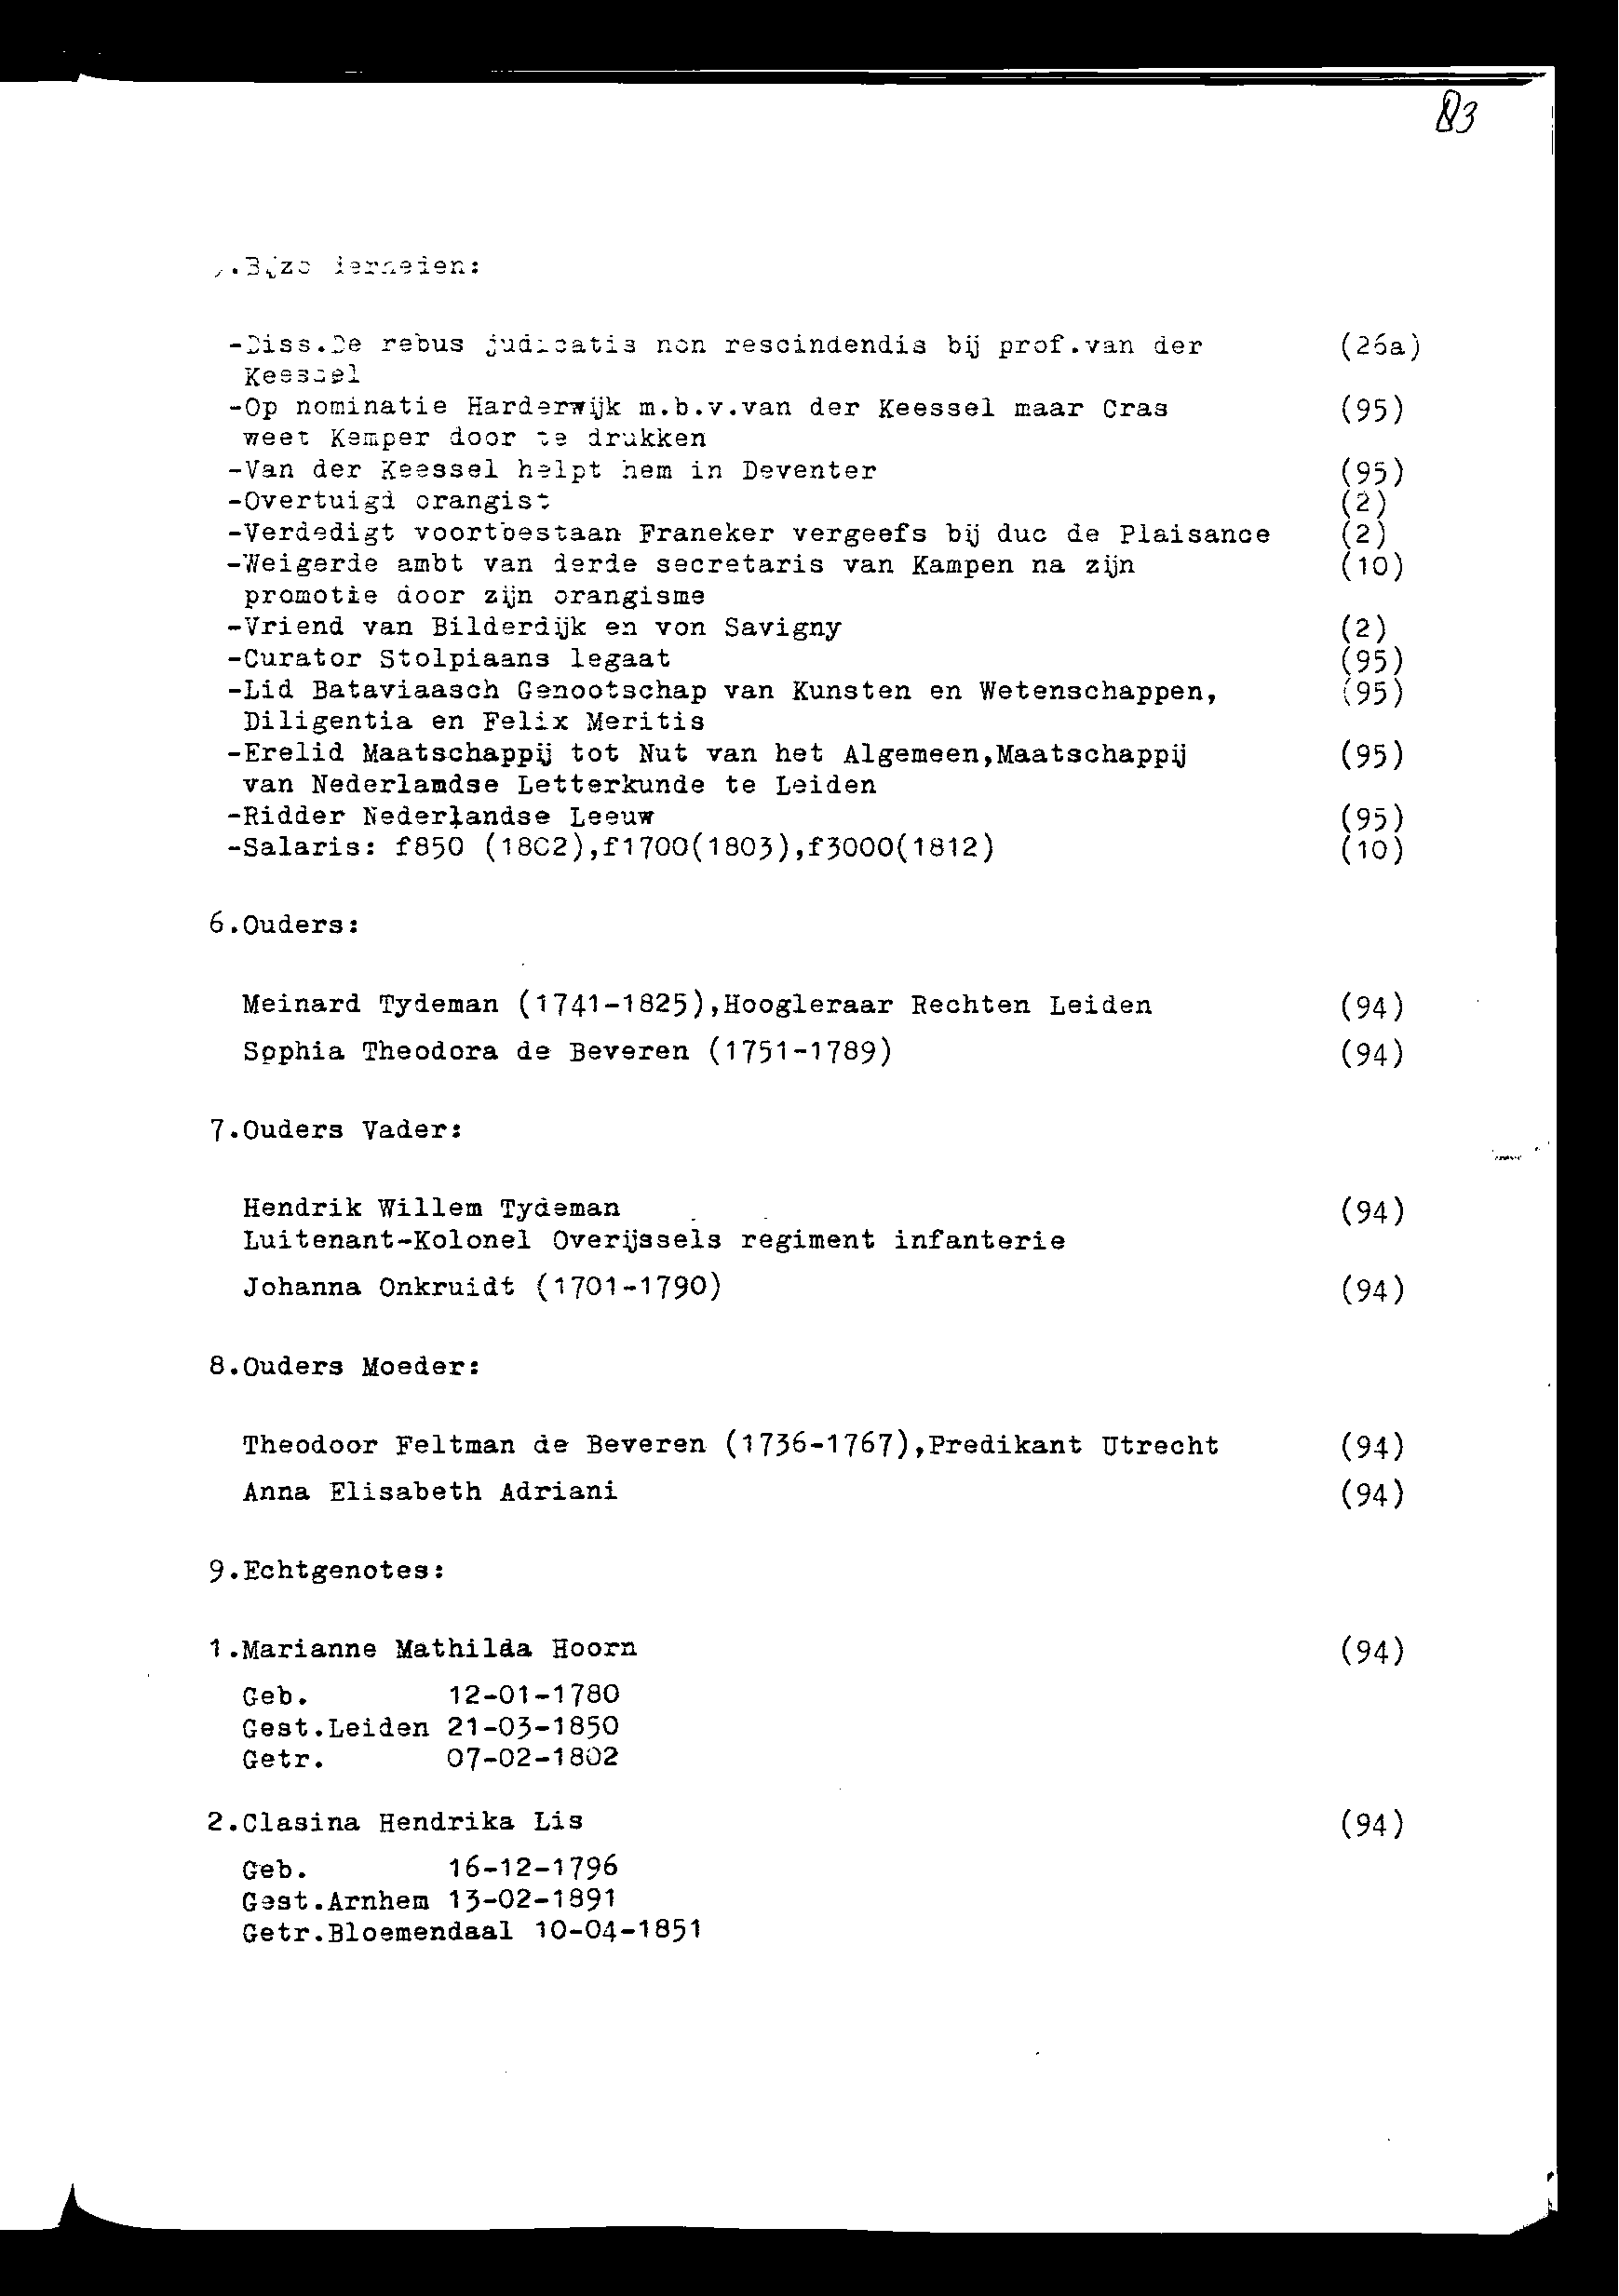 83
5.Bijzonderheden:
-Diss.De rebus judicatis non rescindendis bij prof.van der (26a)
Keessel
-Op nominatie Harderwijk m.b.v.van der Keessel maar Cras (95)
weet Kemper door te drukken
-Van der Keessel helpt hem in Deventer (95)
-Overtuigd orangist (2)
-Verdedigt voortbestaan Franeker vergeefs bij duc de Plaisance (2)
-Weigerde ambt van derde secretaris van Kampen na zijn (10)
promotie door zijn orangisme
-Vriend van Bilderdijk en von Savigny (2)
-Curator Stolpiaans legaat (95)
-Lid Bataviaasch Genootschap van Kunsten en Wetenschappen, (95)
Diligentia en Felix Meritis
-Erelid Maatschappij tot Nut van het Algemeen,Maatschappij (95)
van Nederlandse Letterkunde te Leiden
-Ridder Nederlandse Leeuw (95)
-Salaris: f850 (1802),f1700(1803),f3000(1812) (10)
6.Ouders:
Meinard Tydeman (1741-1825),Hoogleraar Rechten Leiden (94)
Sophia Theodora de Beveren (1751-1789) (94)
7.Ouders Vader:
Hendrik Willem Tydeman (94)
Luitenant-Kolonel Overijssels regiment infanterie
Johanna Onkruidt (1701-1790) (94)
8.Ouders Moeder:
Theodoor Feltman de Beveren (1736-1767),Predikant Utrecht (94)
Anna Elisabeth Adriani (94)
9.Echtgenotes:
1.Marianne Mathilda Hoorn (94)
Geb. 12-01-1780
Gest.Leiden 21-03-1850
Getr. 07-02-1802
2.Clasina Hendrika Lis (94)
Geb. 16-12-1796
Gest.Arnhem 13-02-1891
Getr.Bloemendaal 10-04-1851